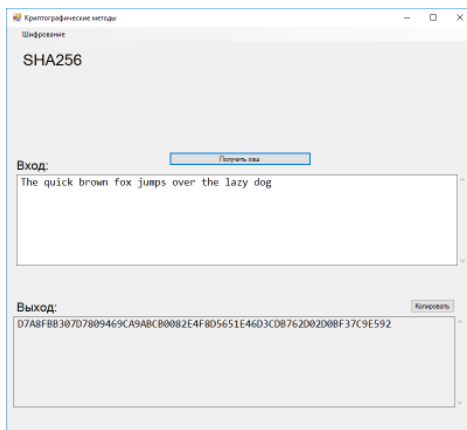 Криптографические методы
Шифрование
SHA256
Получить хэш
Вход:
The quick brown fox jumps over the lazy dog
Выход:
Копировать
D7A8FBB307D7809469CA9ABCB0082E4F8D5651E46D3CDB762D02D0BF37C9E592